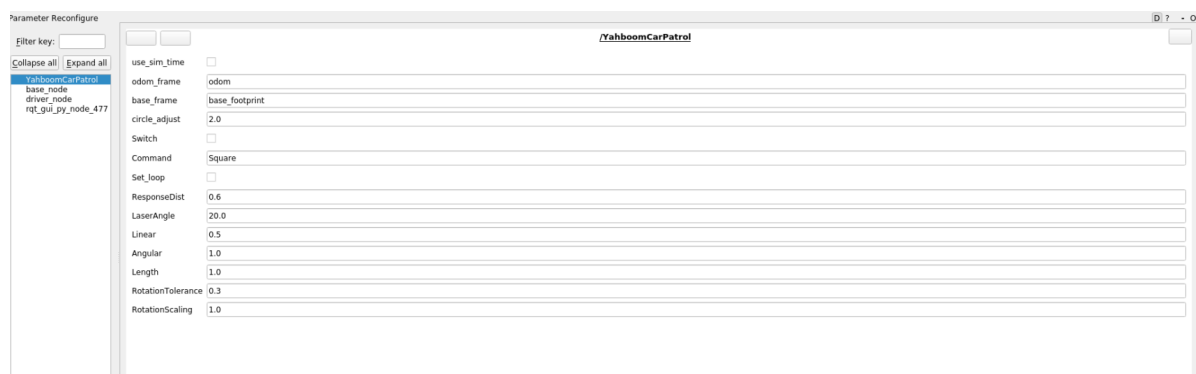 Parameter Reconfigure
D ? - O
Filter key:
Collapse all Expand all
YahboomCarPatrol
base_node
driver_node
rqt_gui_py_node_477
/YahboomCarPatrol
use_sim_time
odom_frame odom
base_frame base_footprint
circle_adjust 2.0
Switch
Command Square
Set_loop
ResponseDist 0.6
LaserAngle 20.0
Linear 0.5
Angular 1.0
Length 1.0
RotationTolerance 0.3
RotationScaling 1.0